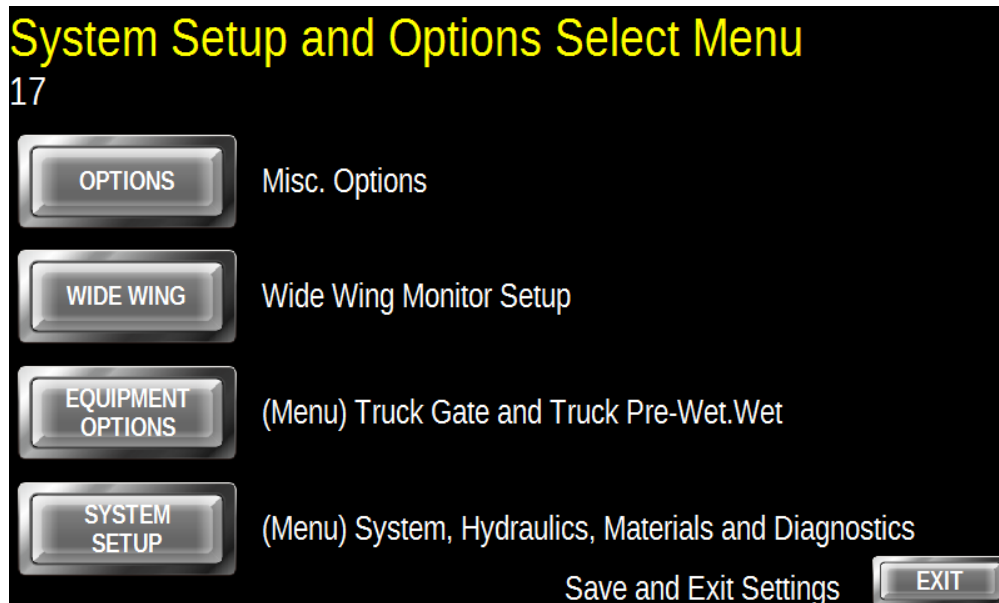 System Setup and Options Select Menu
17
OPTIONS
Misc. Options
WIDE WING
Wide Wing Monitor Setup
EQUIPMENT
OPTIONS
(Menu) Truck Gate and Truck Pre-Wet.Wet
SYSTEM
SETUP
(Menu) System, Hydraulics, Materials and Diagnostics
Save and Exit Settings
EXIT